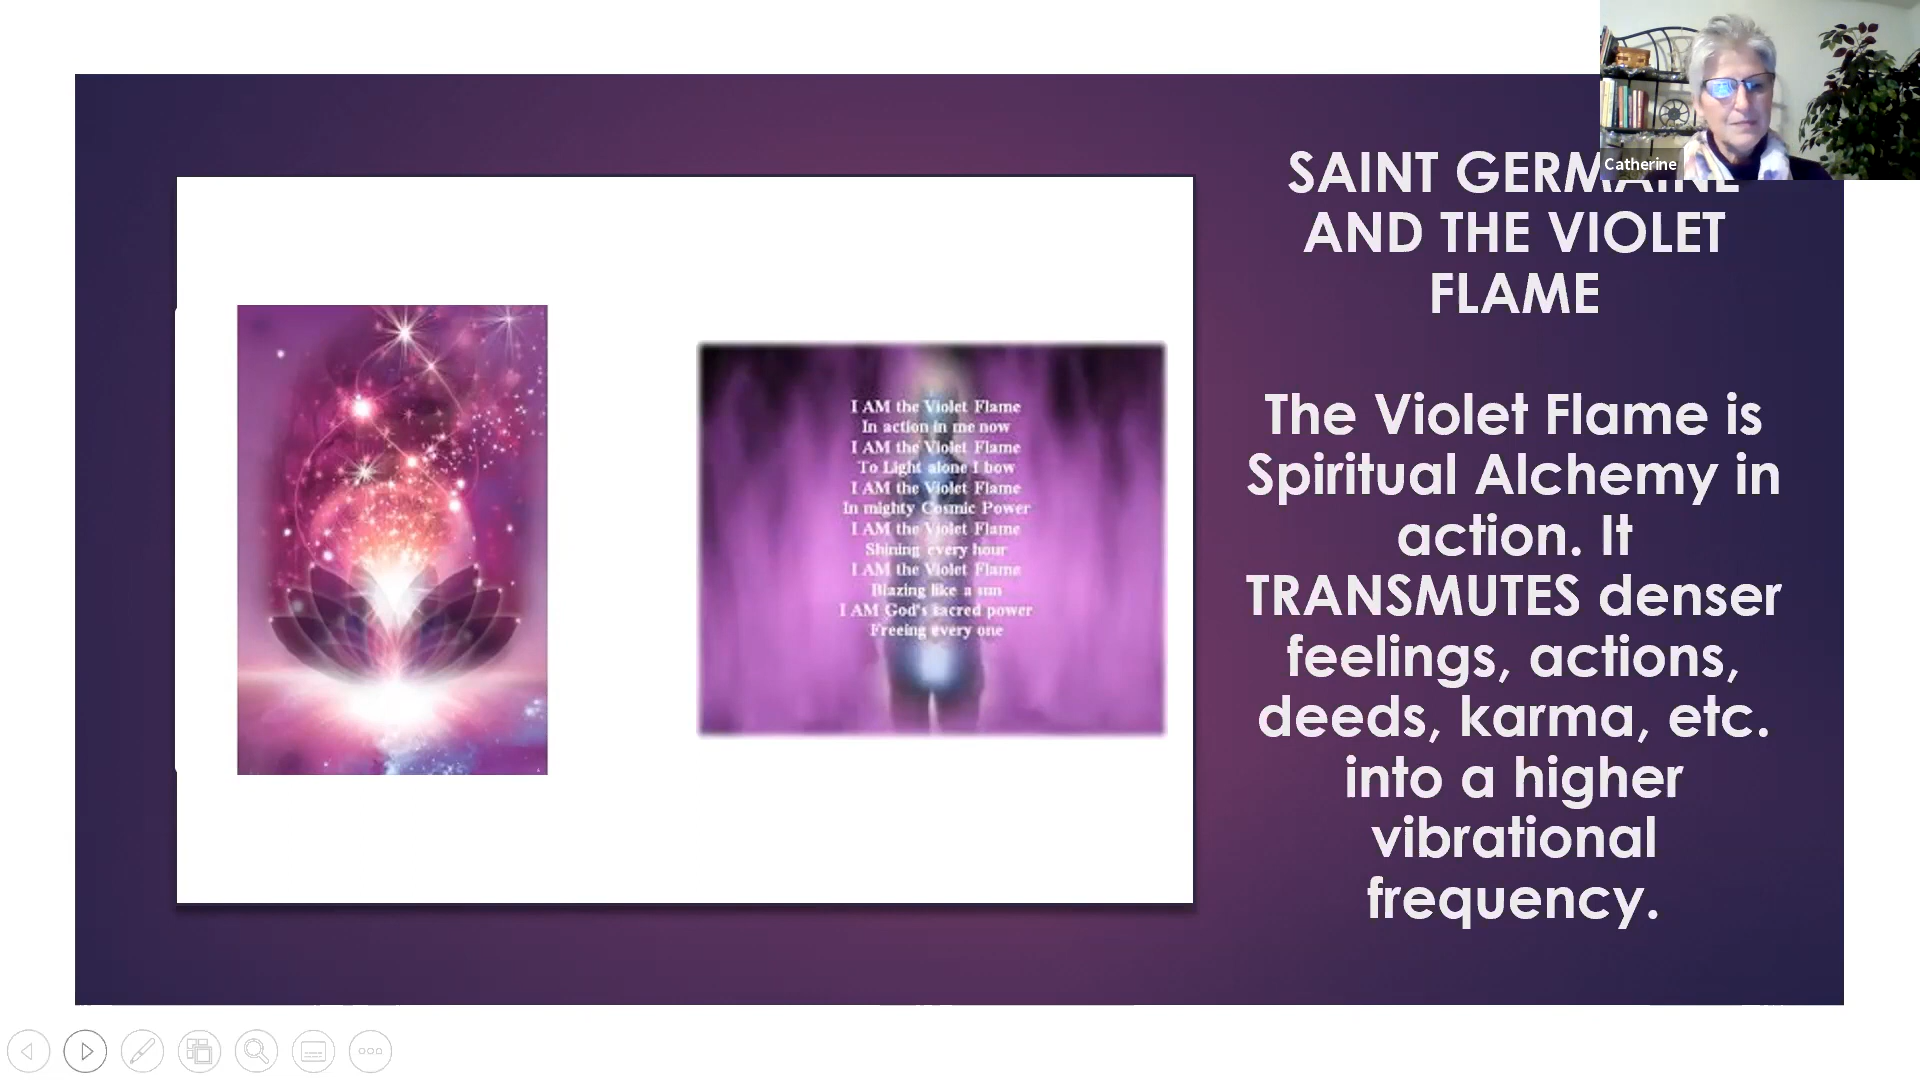 Catherine
SAINT GERMAINE
AND THE VIOLET
FLAME
The Violet Flame is
Spiritual Alchemy in
action. It
TRANSMUTES denser
feelings, actions,
deeds, karma, etc.
into a higher
vibrational
frequency.
I AM the Violet Flame
In action in me now
I AM the Violet Flame
To Light alone I bow
I AM the Violet Flame
In mighty Cosmic Power
I AM the Violet Flame
Shining every hour
I AM the Violet Flame
Blazing like a sun
I AM God's sacred power
Freeing every one